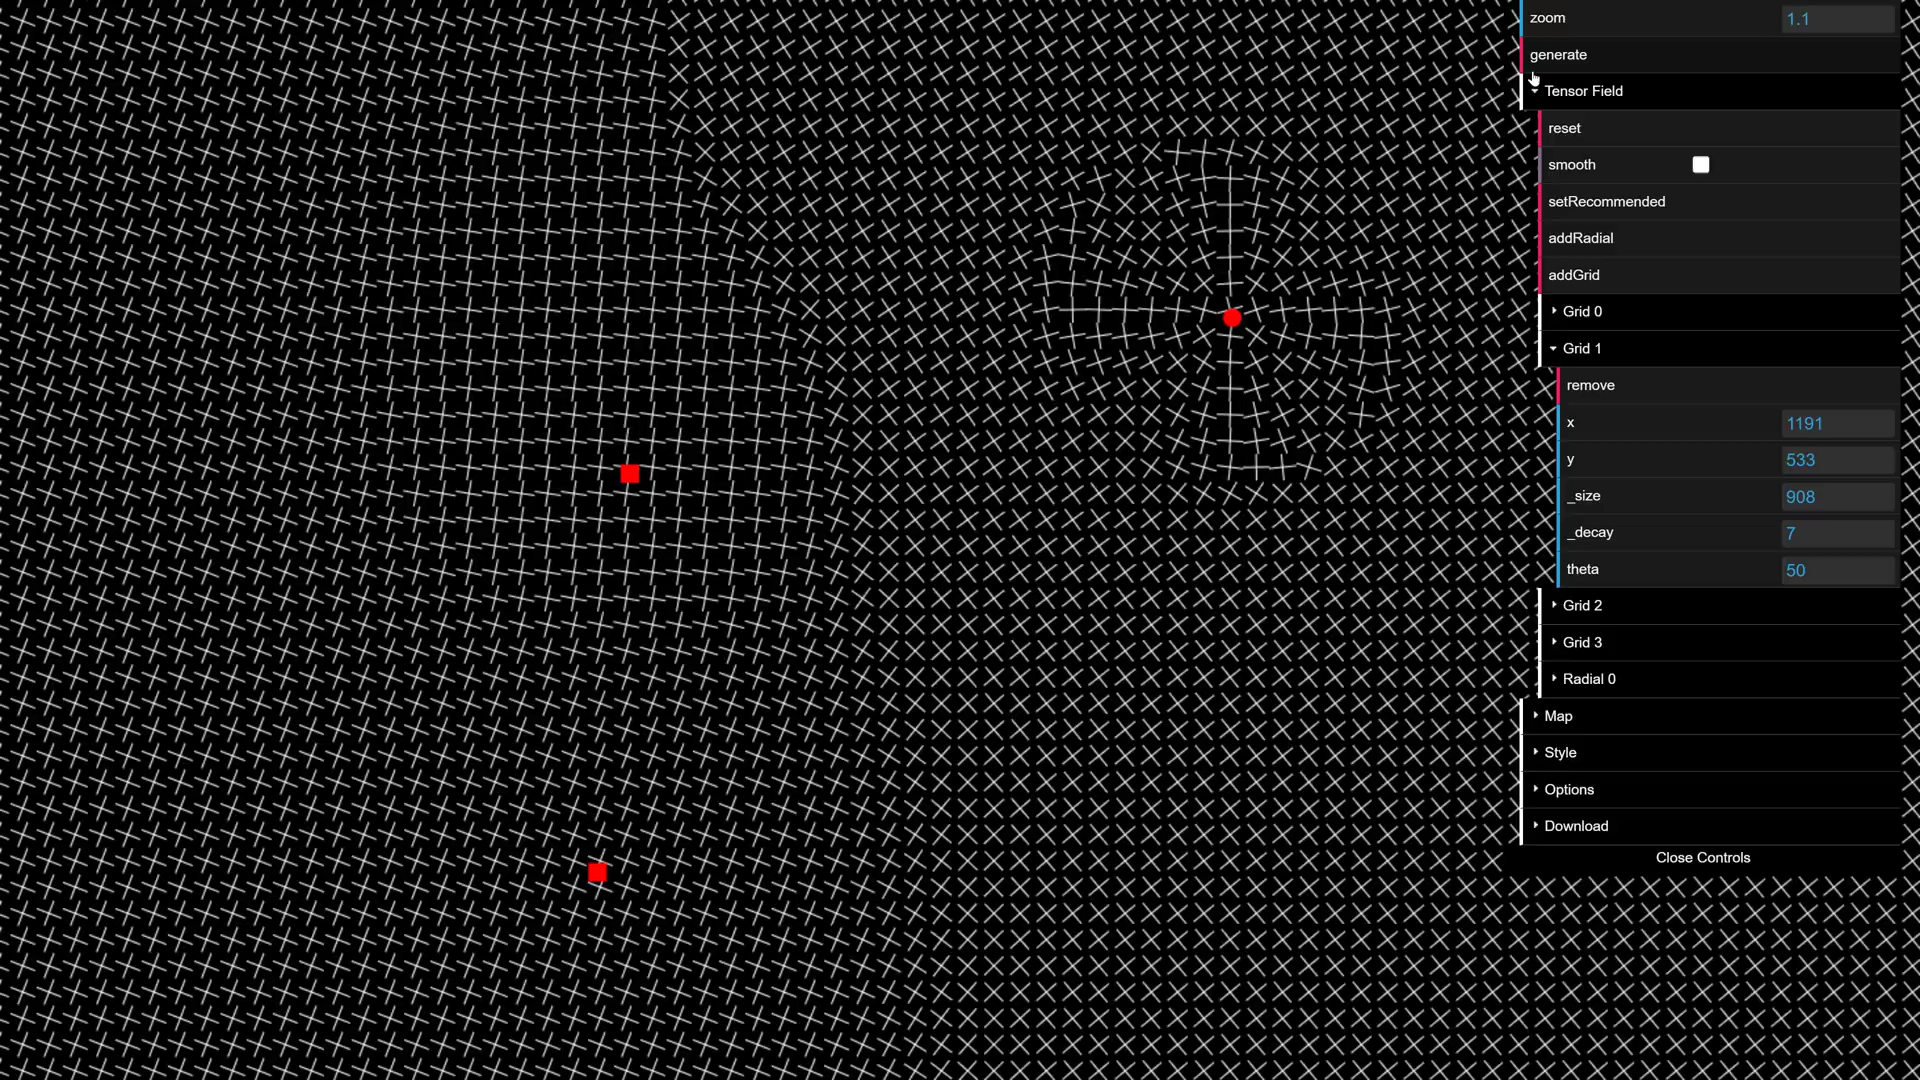 zoom 1.1
generate
Tensor Field
reset
smooth
setRecommended
addRadial
addGrid
Grid 0
Grid 1
remove
x 1191
y 533
_size 908
_decay 7
theta 50
Grid 2
Grid 3
Radial 0
Map
Style
Options
Download
Close Controls